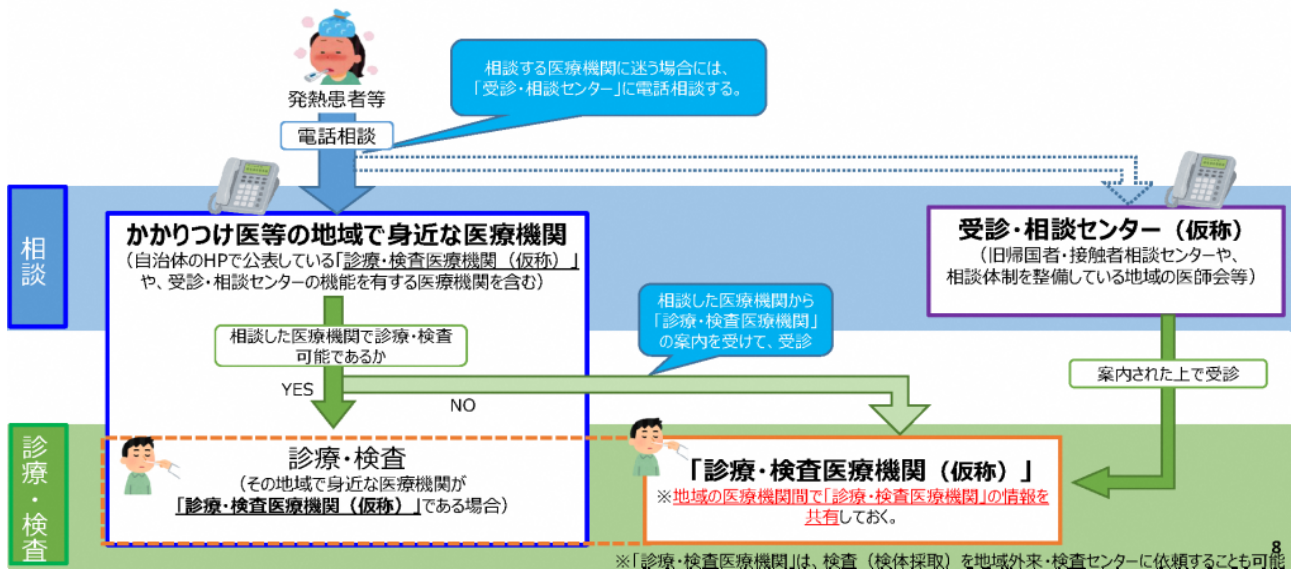 発熱患者等
電話相談
相談する医療機関に迷う場合には、
「受診・相談センター」に電話相談する。
相談
かかりつけ医等の地域で身近な医療機関
（自治体のHPで公表している「診療・検査医療機関（仮称）」
や、受診・相談センターの機能を有する医療機関を含む）
受診・相談センター（仮称）
（旧帰国者・接触者相談センターや、
相談体制を整備している地域の医師会等）
相談した医療機関で診療・検査
可能であるか
相談した医療機関から
「診療・検査医療機関」
の案内を受けて、受診
案内された上で受診
YES
NO
診療・検査
診療・検査
（その地域で身近な医療機関が
「診療・検査医療機関（仮称）」である場合）
「診療・検査医療機関（仮称）」
※地域の医療機関間で「診療・検査医療機関」の情報を
共有しておく。
8
※「診療・検査医療機関」は、検査（検体採取）を地域外来・検査センターに依頼することも可能